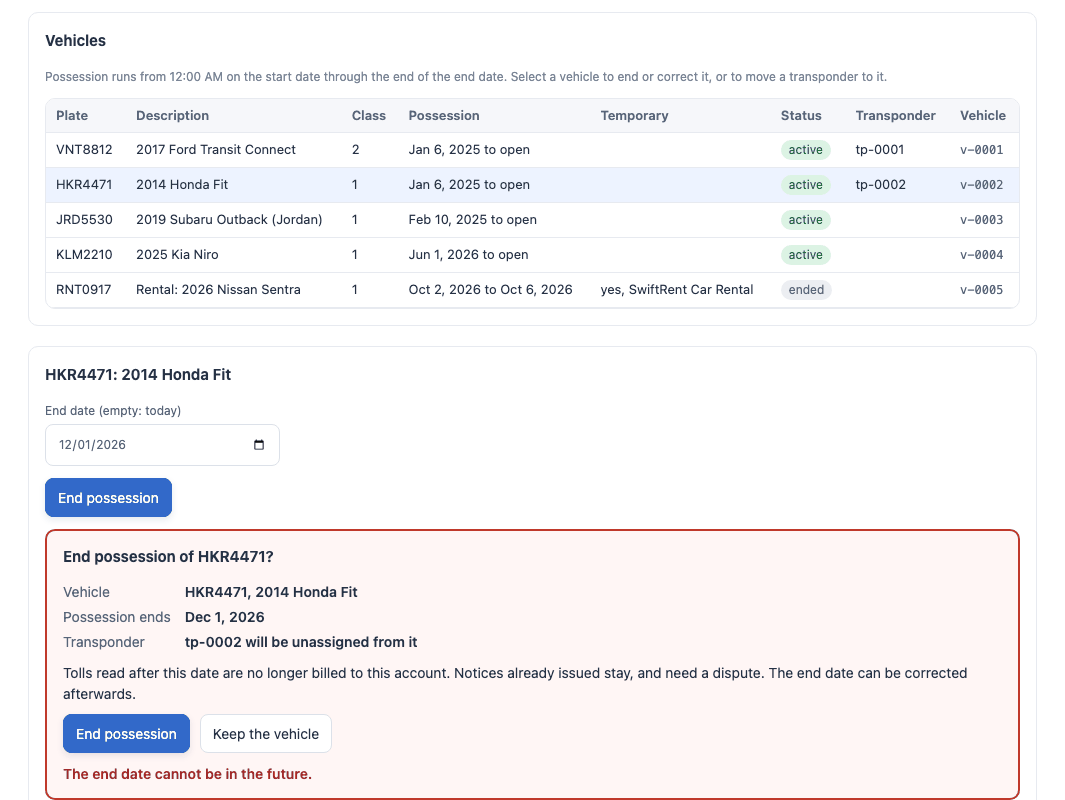 Vehicles
Possession runs from 12:00 AM on the start date through the end of the end date. Select a vehicle to end or correct it, or to move a transponder to it.
Plate Description Class Possession Temporary Status Transponder Vehicle
VNT8812 2017 Ford Transit Connect 2 Jan 6, 2025 to open active tp-0001 v-0001
HKR4471 2014 Honda Fit 1 Jan 6, 2025 to open active tp-0002 v-0002
JRD5530 2019 Subaru Outback (Jordan) 1 Feb 10, 2025 to open active v-0003
KLM2210 2025 Kia Niro 1 Jun 1, 2026 to open active v-0004
RNT0917 Rental: 2026 Nissan Sentra 1 Oct 2, 2026 to Oct 6, 2026 yes, SwiftRent Car Rental ended v-0005
HKR4471: 2014 Honda Fit
End date (empty: today)
12/01/2026
End possession
End possession of HKR4471?
Vehicle HKR4471, 2014 Honda Fit
Possession ends Dec 1, 2026
Transponder tp-0002 will be unassigned from it
Tolls read after this date are no longer billed to this account. Notices already issued stay, and need a dispute. The end date can be corrected
afterwards.
End possession Keep the vehicle
The end date cannot be in the future.